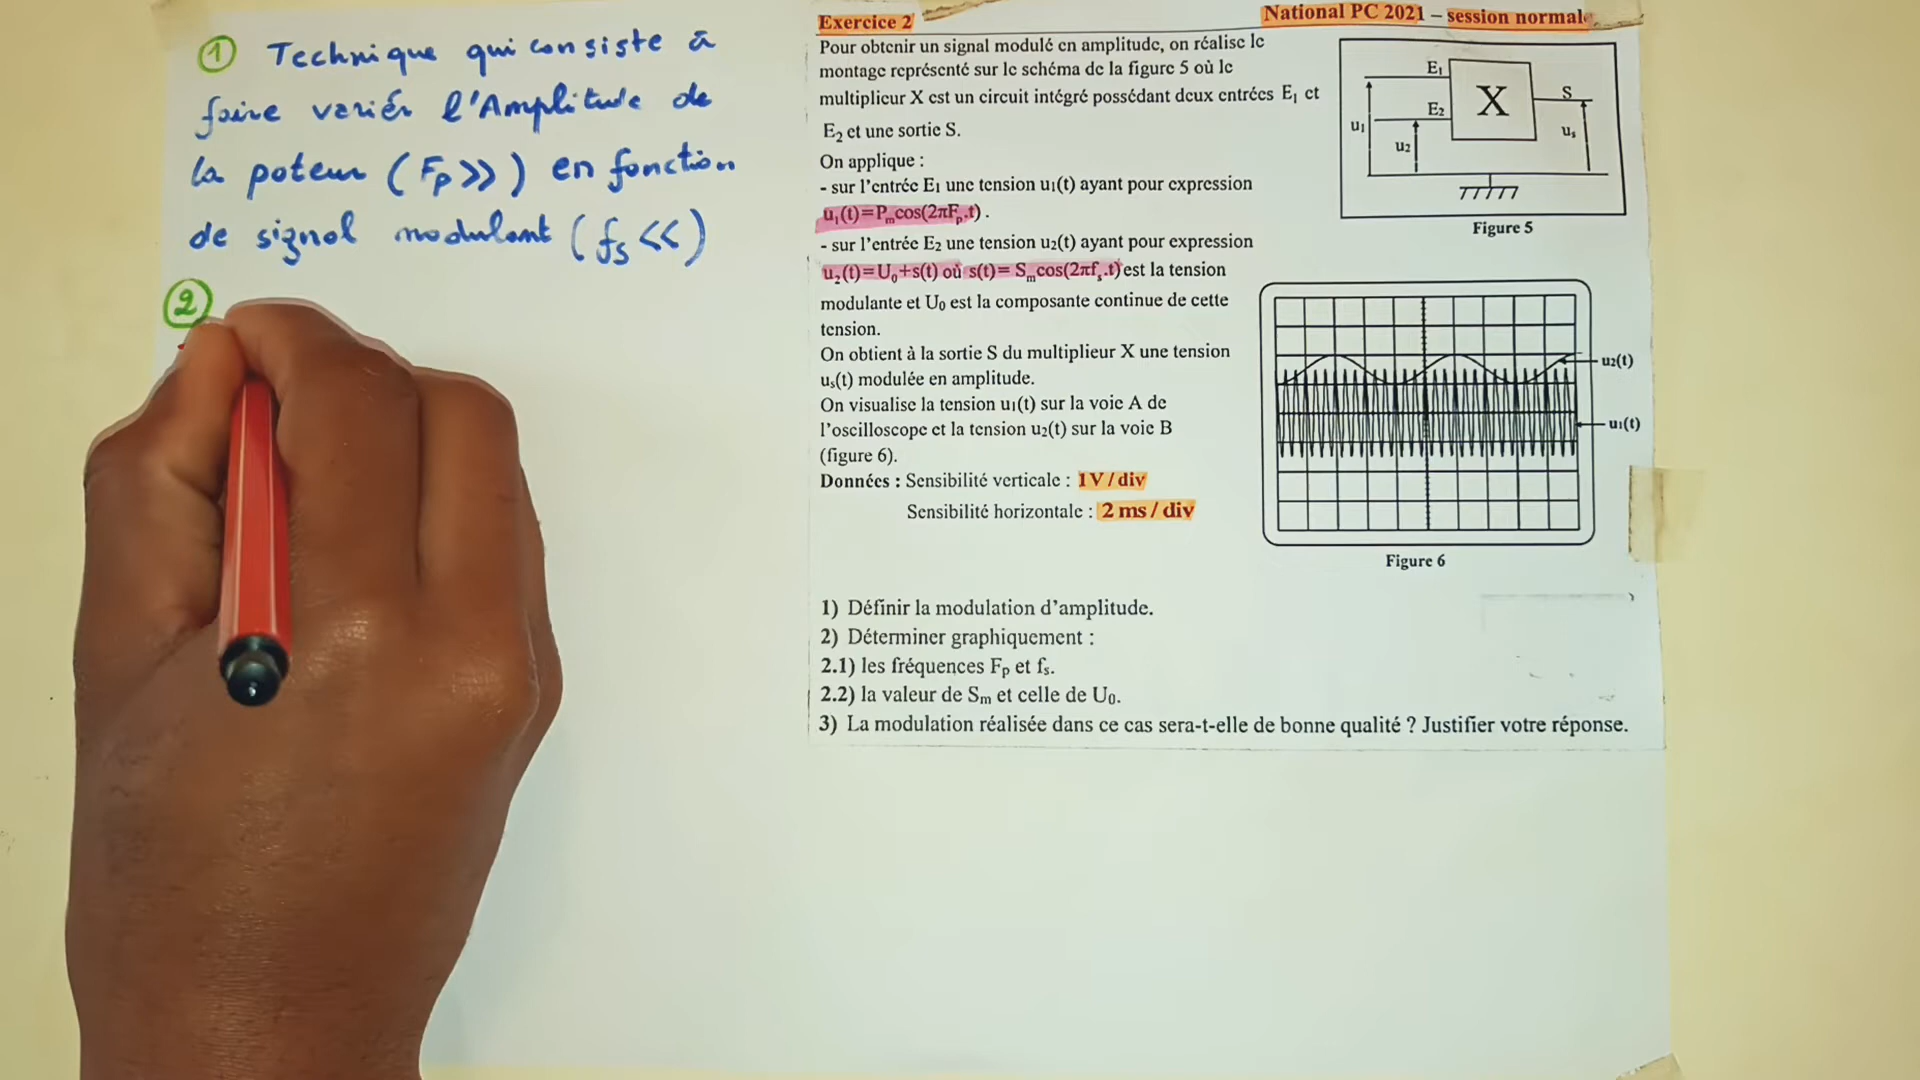 ① Technique qui consiste à
faire variér l'Amplitude de
la poteur (Fp>>) en fonction
de signal modulant (fs <<)
②
Exercice 2
National PC 2021 – session normale
Pour obtenir un signal modulé en amplitude, on réalise le
montage représenté sur le schéma de la figure 5 où le
multiplieur X est un circuit intégré possédant deux entrées E₁ et
E₂ et une sortie S.
On applique :
- sur l'entrée E₁ une tension u₁(t) ayant pour expression
u₁(t)=Pₘcos(2πFₚ.t) .
- sur l'entrée E₂ une tension u₂(t) ayant pour expression
u₂(t)=U₀+s(t) où s(t)= Sₘcos(2πfₛ.t) est la tension
modulante et U₀ est la composante continue de cette
tension.
On obtient à la sortie S du multiplieur X une tension
uₛ(t) modulée en amplitude.
On visualise la tension u₁(t) sur la voie A de
l'oscilloscope et la tension u₂(t) sur la voie B
(figure 6).
Données : Sensibilité verticale : 1V / div
Sensibilité horizontale : 2 ms / div
E₁
E₂
X
S
u₁
u₂
uₛ
Figure 5
u₂(t)
u₁(t)
Figure 6
1) Définir la modulation d'amplitude.
2) Déterminer graphiquement :
2.1) les fréquences Fₚ et fₛ.
2.2) la valeur de Sₘ et celle de U₀.
3) La modulation réalisée dans ce cas sera-t-elle de bonne qualité ? Justifier votre réponse.